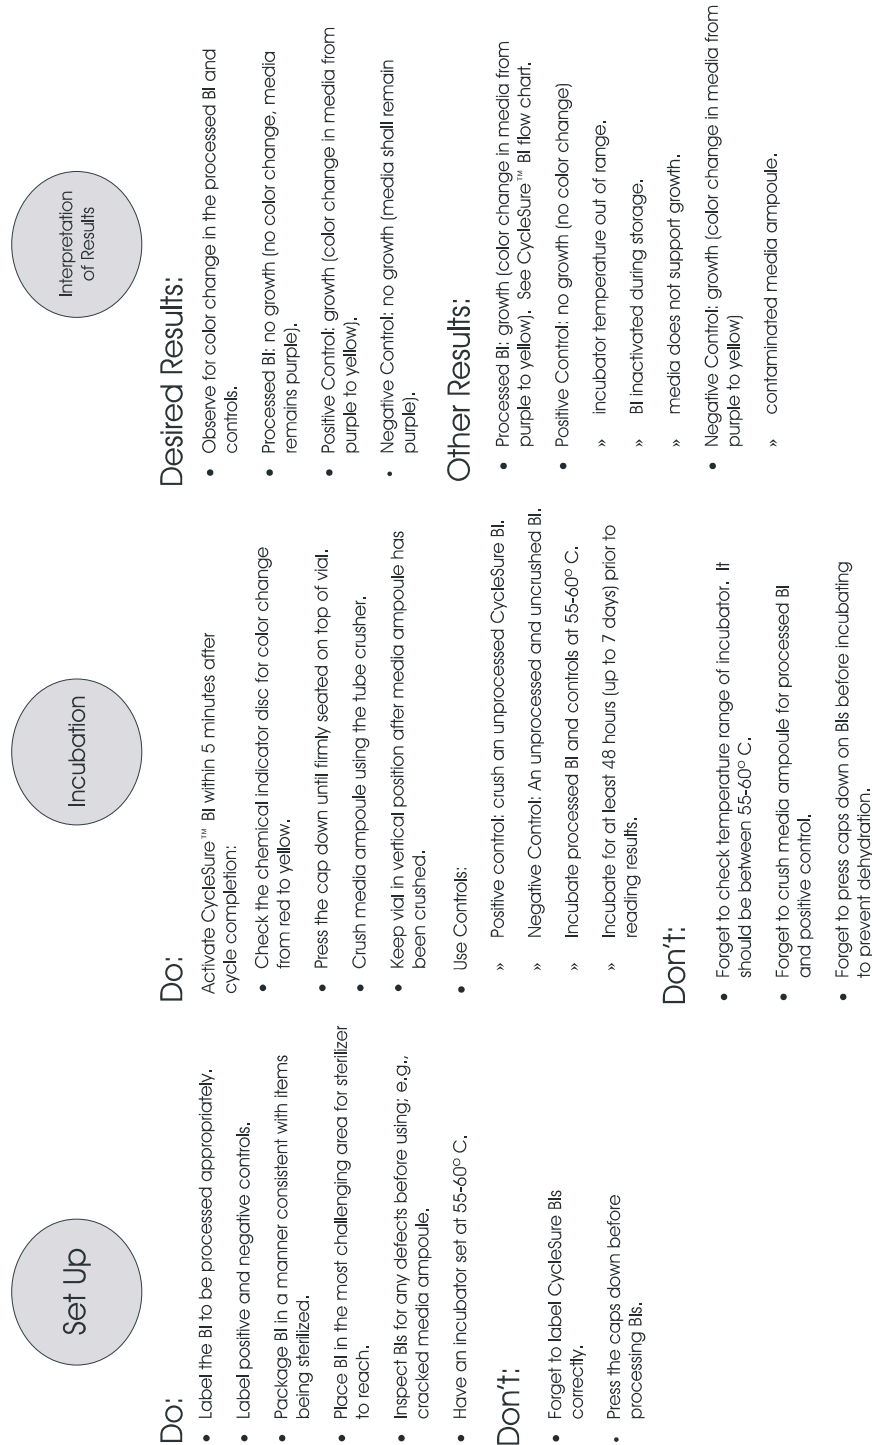 Set Up
Do:
• Label the BI to be processed appropriately.
• Label positive and negative controls.
• Package BI in a manner consistent with items
being sterilized.
• Place BI in the most challenging area for sterilizer
to reach.
• Inspect BIs for any defects before using; e.g.,
cracked media ampoule.
• Have an incubator set at 55-60° C.
Don't:
• Forget to label CycleSure BIs
correctly.
• Press the caps down before
processing BIs.
Incubation
Do:
Activate CycleSure™ BI within 5 minutes after
cycle completion:
• Check the chemical indicator disc for color change
from red to yellow.
• Press the cap down until firmly seated on top of vial.
• Crush media ampoule using the tube crusher.
• Keep vial in vertical position after media ampoule has
been crushed.
• Use Controls:
» Positive control: crush an unprocessed CycleSure BI.
» Negative Control: An unprocessed and uncrushed BI.
» Incubate processed BI and controls at 55-60° C.
» Incubate for at least 48 hours (up to 7 days) prior to
reading results.
Don't:
• Forget to check temperature range of incubator. It
should be between 55-60° C.
• Forget to crush media ampoule for processed BI
and positive control.
• Forget to press caps down on BIs before incubating
to prevent dehydration.
Interpretation
of Results
Desired Results:
• Observe for color change in the processed BI and
controls.
• Processed BI: no growth (no color change, media
remains purple).
• Positive Control: growth (color change in media from
purple to yellow).
• Negative Control: no growth (media shall remain
purple).
Other Results:
• Processed BI: growth (color change in media from
purple to yellow). See CycleSure™ BI flow chart.
• Positive Control: no growth (no color change)
» incubator temperature out of range.
» BI inactivated during storage.
» media does not support growth.
• Negative Control: growth (color change in media from
purple to yellow)
» contaminated media ampoule.